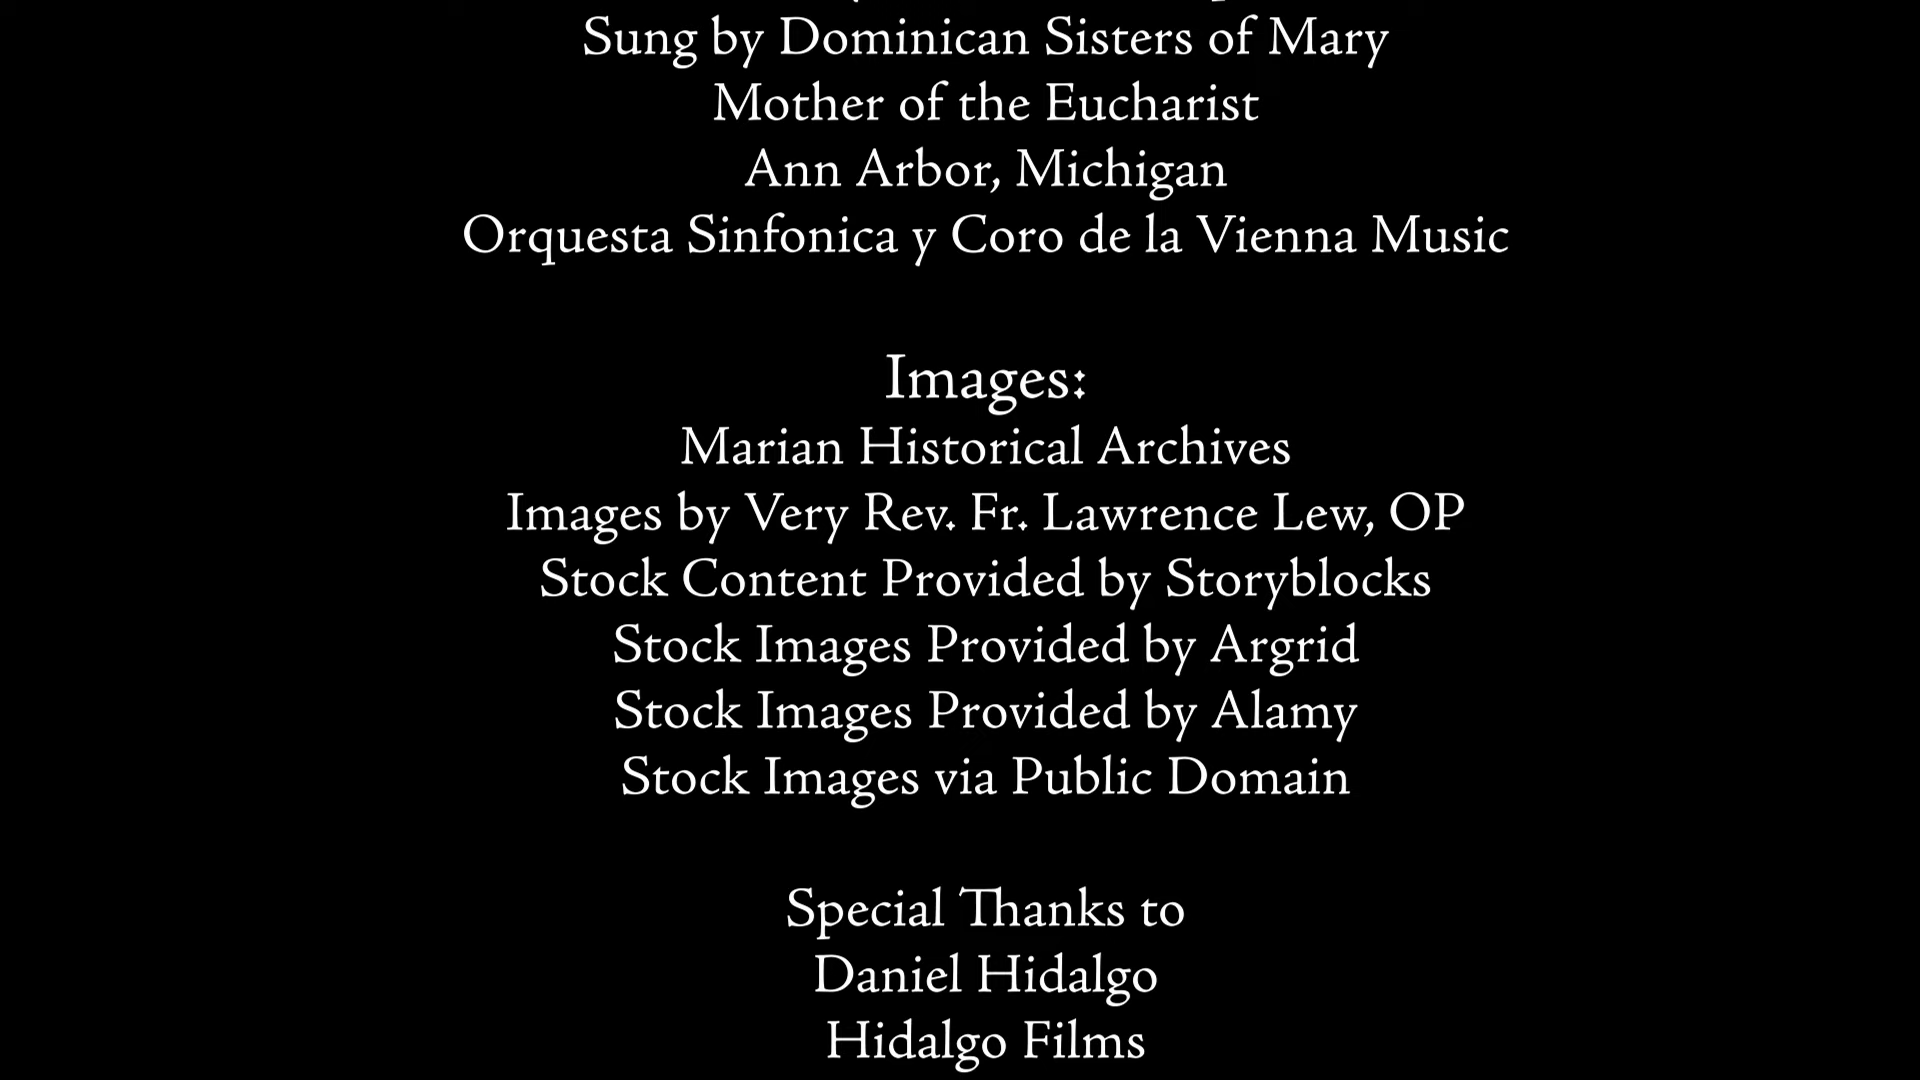 Sung by Dominican Sisters of Mary
Mother of the Eucharist
Ann Arbor, Michigan
Orquesta Sinfonica y Coro de la Vienna Music
Images:
Marian Historical Archives
Images by Very Rev. Fr. Lawrence Lew, OP
Stock Content Provided by Storyblocks
Stock Images Provided by Argrid
Stock Images Provided by Alamy
Stock Images via Public Domain
Special Thanks to
Daniel Hidalgo
Hidalgo Films